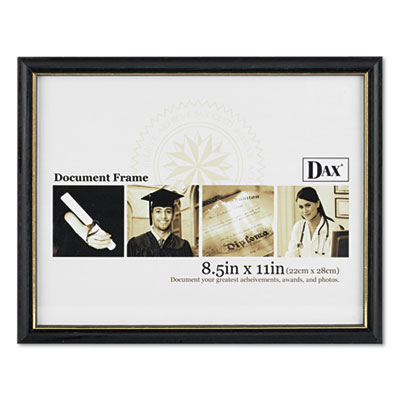 Document Frame
DAX
Diploma
8.5in x 11in (22cm x 28cm)
Document your greatest acheivements, awards, and photos.